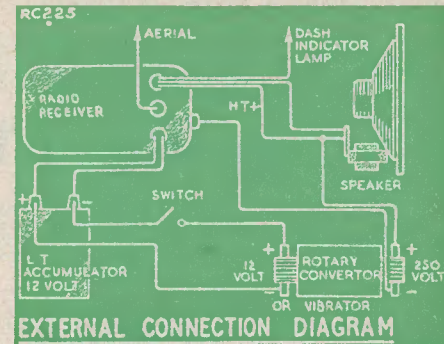 RC225
AERIAL
DASH
INDICATOR
LAMP
RADIO
RECEIVER
HT+
SPEAKER
SWITCH
+ -
L T
ACCUMULATOR
12 VOLT
12
VOLT
+
-
ROTARY
CONVERTOR
OR VIBRATOR
+
250
VOLT
-
EXTERNAL CONNECTION DIAGRAM